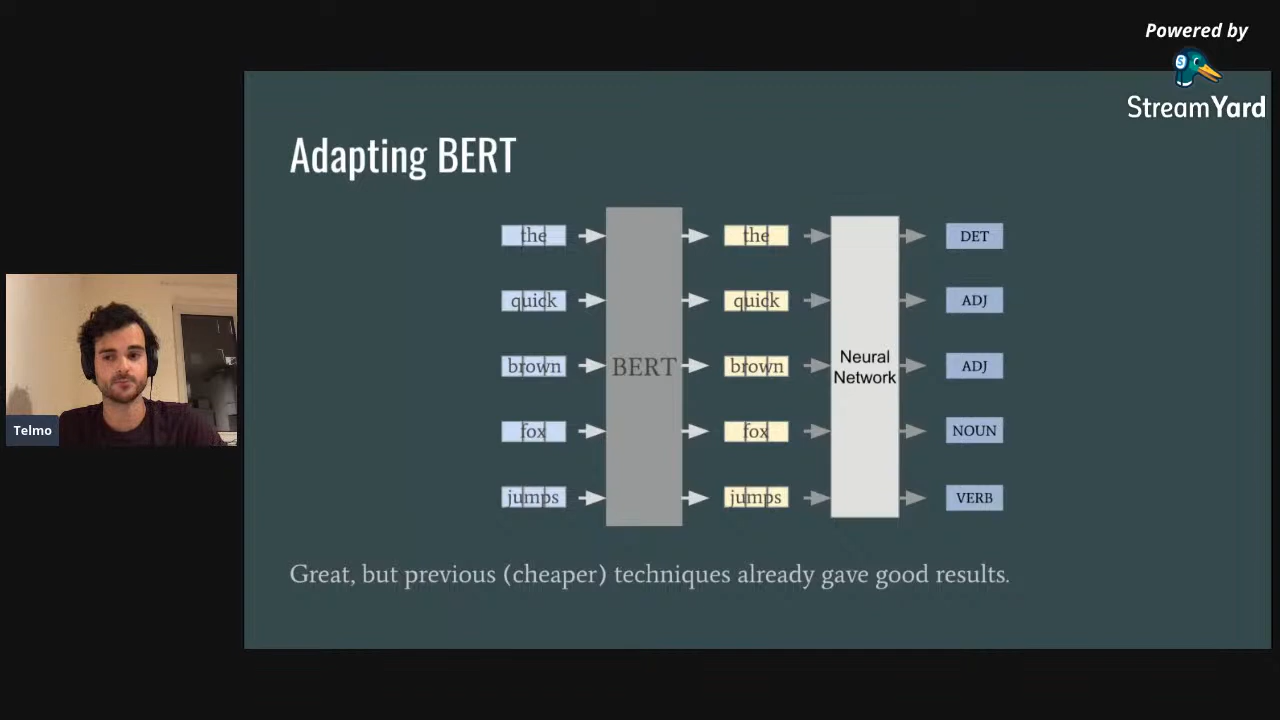 Powered by
StreamYard
Adapting BERT
the
the
DET
quick
quick
ADJ
BERT
Neural
Network
brown
brown
ADJ
fox
fox
NOUN
jumps
jumps
VERB
Great, but previous (cheaper) techniques already gave good results.
Telmo